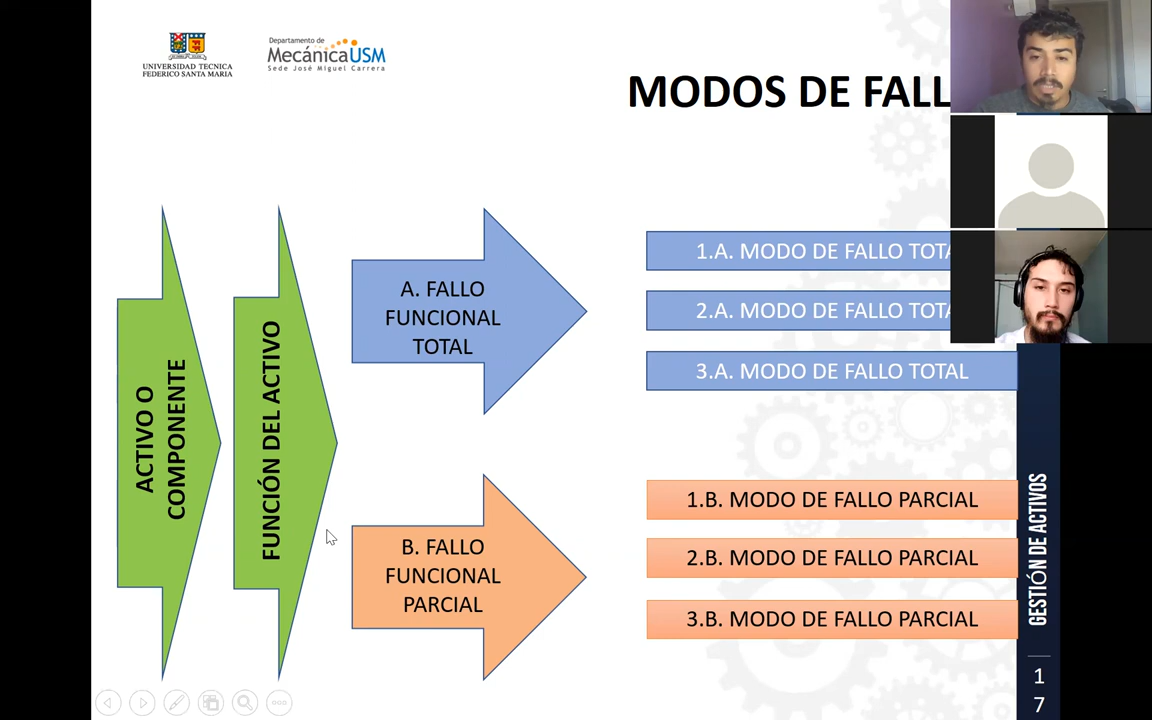 UNIVERSIDAD TECNICA
FEDERICO SANTA MARIA
Departamento de
MecánicaUSM
Sede José Miguel Carrera
MODOS DE FALL
ACTIVO O
COMPONENTE
FUNCIÓN DEL ACTIVO
A. FALLO
FUNCIONAL
TOTAL
B. FALLO
FUNCIONAL
PARCIAL
1.A. MODO DE FALLO TOTA
2.A. MODO DE FALLO TOTA
3.A. MODO DE FALLO TOTAL
1.B. MODO DE FALLO PARCIAL
2.B. MODO DE FALLO PARCIAL
3.B. MODO DE FALLO PARCIAL
GESTIÓN DE ACTIVOS
1
7